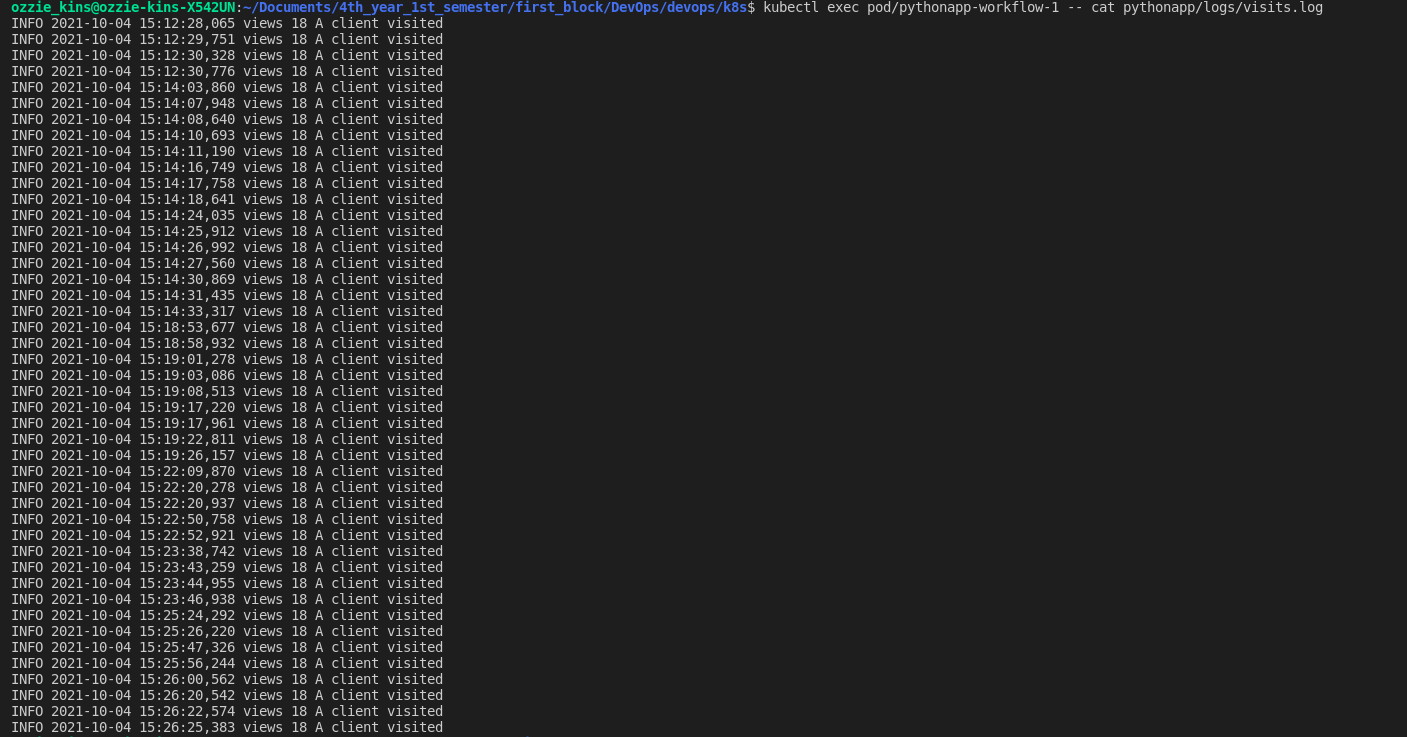 ozzie_kins@ozzie-kins-X542UN:~/Documents/4th_year_1st_semester/first_block/DevOps/devops/k8s$ kubectl exec pod/pythonapp-workflow-1 -- cat pythonapp/logs/visits.log
INFO 2021-10-04 15:12:28,065 views 18 A client visited
INFO 2021-10-04 15:12:29,751 views 18 A client visited
INFO 2021-10-04 15:12:30,328 views 18 A client visited
INFO 2021-10-04 15:12:30,776 views 18 A client visited
INFO 2021-10-04 15:14:03,860 views 18 A client visited
INFO 2021-10-04 15:14:07,948 views 18 A client visited
INFO 2021-10-04 15:14:08,640 views 18 A client visited
INFO 2021-10-04 15:14:10,693 views 18 A client visited
INFO 2021-10-04 15:14:11,190 views 18 A client visited
INFO 2021-10-04 15:14:16,749 views 18 A client visited
INFO 2021-10-04 15:14:17,758 views 18 A client visited
INFO 2021-10-04 15:14:18,641 views 18 A client visited
INFO 2021-10-04 15:14:24,035 views 18 A client visited
INFO 2021-10-04 15:14:25,912 views 18 A client visited
INFO 2021-10-04 15:14:26,992 views 18 A client visited
INFO 2021-10-04 15:14:27,560 views 18 A client visited
INFO 2021-10-04 15:14:30,869 views 18 A client visited
INFO 2021-10-04 15:14:31,435 views 18 A client visited
INFO 2021-10-04 15:14:33,317 views 18 A client visited
INFO 2021-10-04 15:18:53,677 views 18 A client visited
INFO 2021-10-04 15:18:58,932 views 18 A client visited
INFO 2021-10-04 15:19:01,278 views 18 A client visited
INFO 2021-10-04 15:19:03,086 views 18 A client visited
INFO 2021-10-04 15:19:08,513 views 18 A client visited
INFO 2021-10-04 15:19:17,220 views 18 A client visited
INFO 2021-10-04 15:19:17,961 views 18 A client visited
INFO 2021-10-04 15:19:22,811 views 18 A client visited
INFO 2021-10-04 15:19:26,157 views 18 A client visited
INFO 2021-10-04 15:22:09,870 views 18 A client visited
INFO 2021-10-04 15:22:20,278 views 18 A client visited
INFO 2021-10-04 15:22:20,937 views 18 A client visited
INFO 2021-10-04 15:22:50,758 views 18 A client visited
INFO 2021-10-04 15:22:52,921 views 18 A client visited
INFO 2021-10-04 15:23:38,742 views 18 A client visited
INFO 2021-10-04 15:23:43,259 views 18 A client visited
INFO 2021-10-04 15:23:44,955 views 18 A client visited
INFO 2021-10-04 15:23:46,938 views 18 A client visited
INFO 2021-10-04 15:25:24,292 views 18 A client visited
INFO 2021-10-04 15:25:26,220 views 18 A client visited
INFO 2021-10-04 15:25:47,326 views 18 A client visited
INFO 2021-10-04 15:25:56,244 views 18 A client visited
INFO 2021-10-04 15:26:00,562 views 18 A client visited
INFO 2021-10-04 15:26:20,542 views 18 A client visited
INFO 2021-10-04 15:26:22,574 views 18 A client visited
INFO 2021-10-04 15:26:25,383 views 18 A client visited